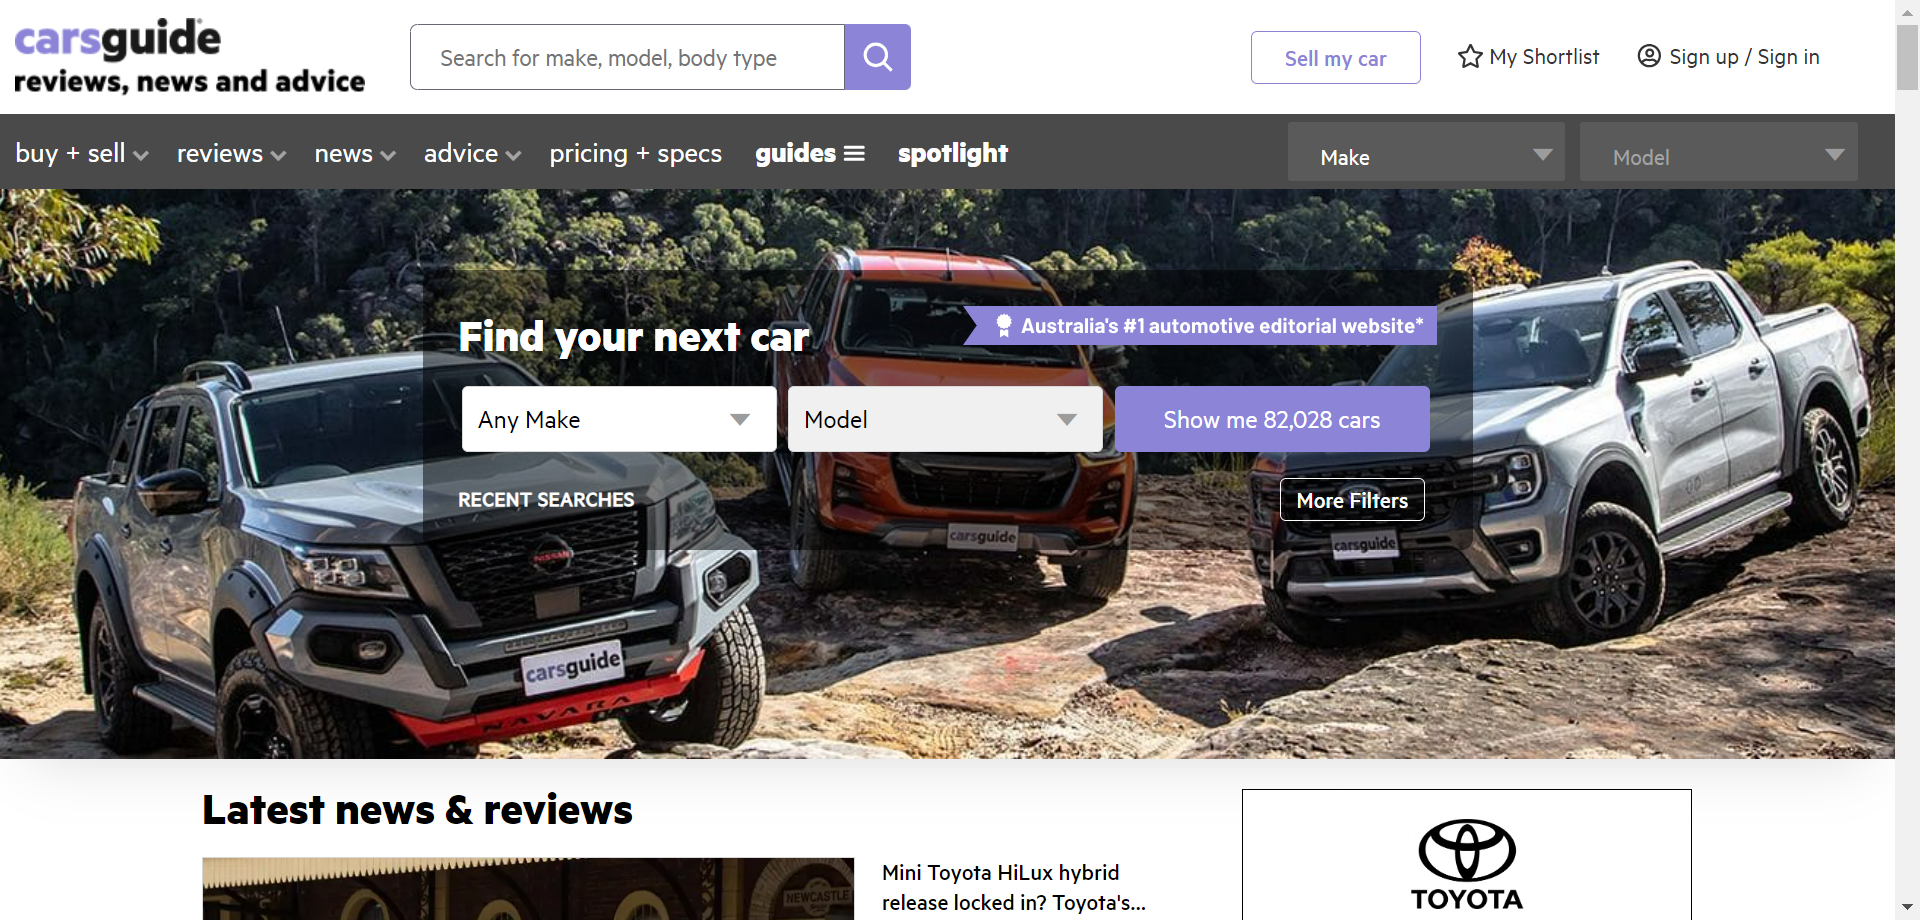 carsguide
reviews, news and advice
Search for make, model, body type
Sell my car
My Shortlist
Sign up / Sign in
buy + sell
reviews
news
advice
pricing + specs
guides
spotlight
Make
Model
Australia's #1 automotive editorial website*
Find your next car
Any Make
Model
Show me 82,028 cars
RECENT SEARCHES
More Filters
carsguide
carsguide
NISSAN
carsguide
NAVARA
Latest news & reviews
Mini Toyota HiLux hybrid
release locked in? Toyota's...
NEWCASTLE
TOYOTA